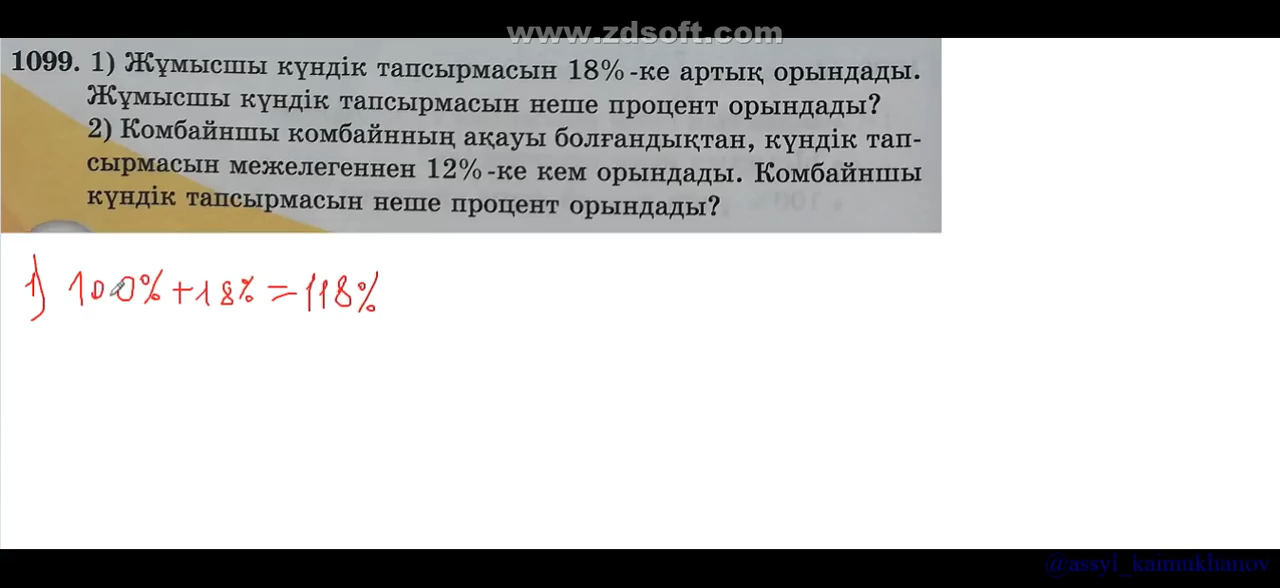 www.zdsoft.com
1099. 1) Жұмысшы күндік тапсырмасын 18%-ке артық орындады.
Жұмысшы күндік тапсырмасын неше процент орындады?
2) Комбайншы комбайнның ақауы болғандықтан, күндік тап-
сырмасын межелегеннен 12%-ке кем орындады. Комбайншы
күндік тапсырмасын неше процент орындады?
1) 100% + 18% = 118%
@assyl_kaimukhanov